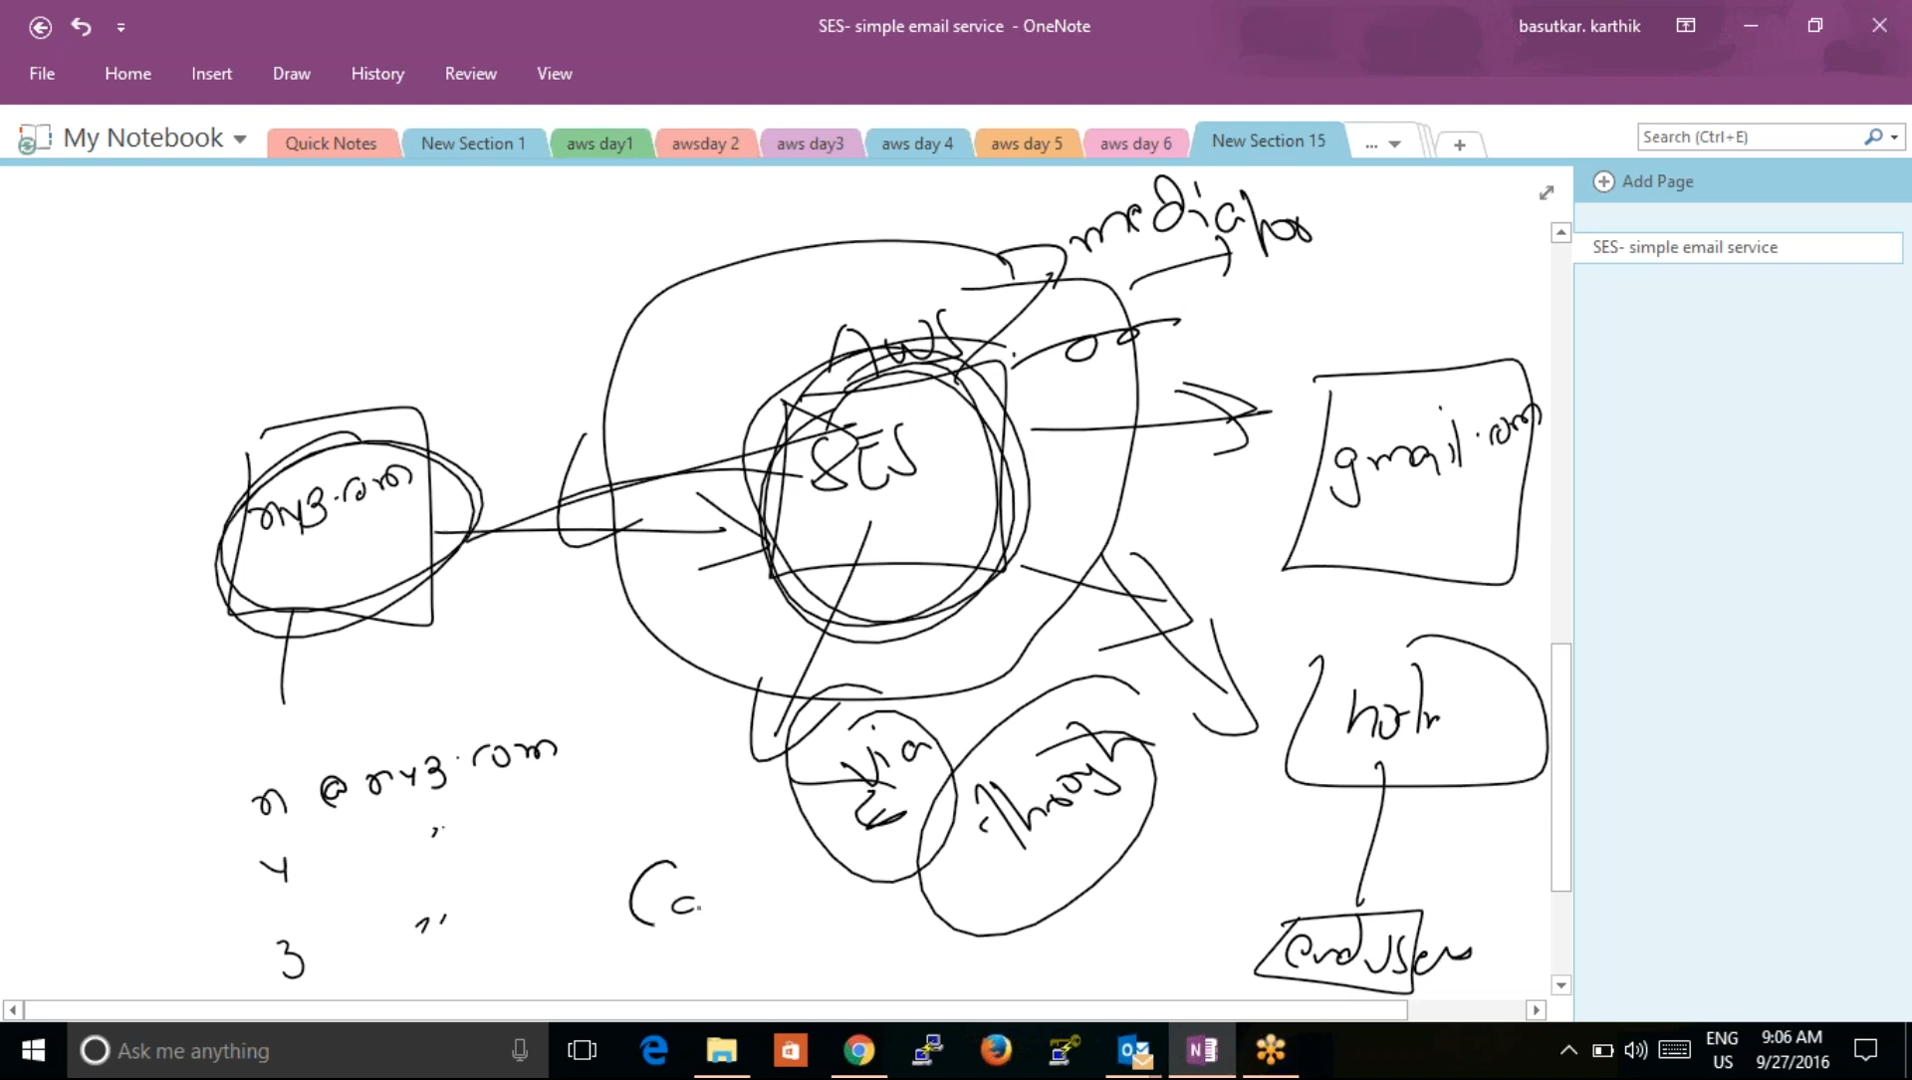 SES- simple email service - OneNote
basutkar. karthik
File Home Insert Draw History Review View
My Notebook
Quick Notes
New Section 1
aws day1
awsday 2
aws day3
aws day 4
aws day 5
aws day 6
New Section 15
...
Search (Ctrl+E)
Add Page
SES- simple email service
mediator
AWS
SES
gmail.com
xy3.com
hotm
via
through
n @ xy3.com
y "
3 "
(a
end users
Ask me anything
ENG
US
9:06 AM
9/27/2016